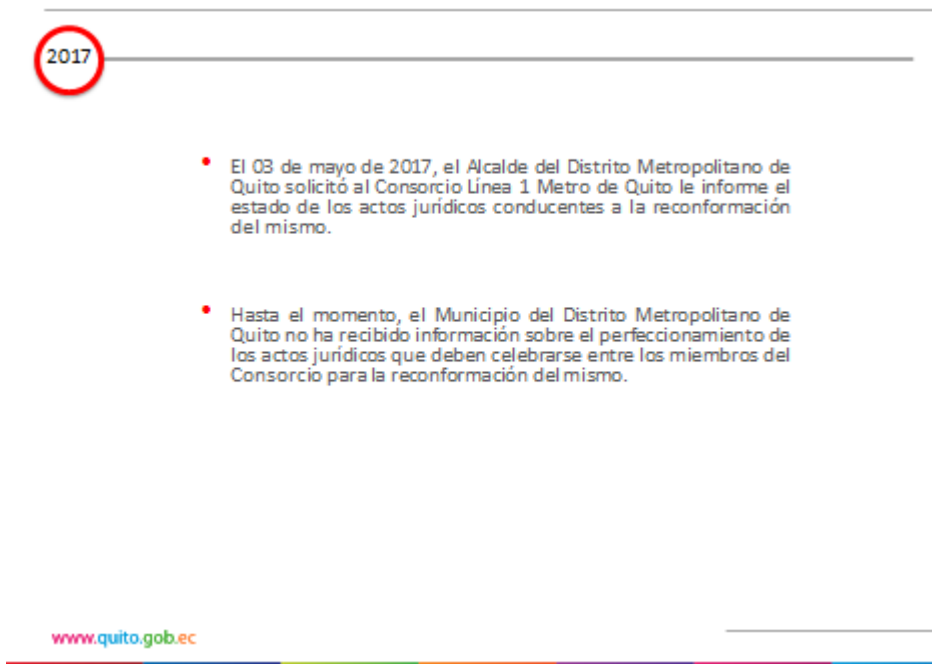 2017
• El 03 de mayo de 2017, el Alcalde del Distrito Metropolitano de
Quito solicitó al Consorcio Línea 1 Metro de Quito le informe el
estado de los actos jurídicos conducentes a la reconformación
del mismo.
• Hasta el momento, el Municipio del Distrito Metropolitano de
Quito no ha recibido información sobre el perfeccionamiento de
los actos jurídicos que deben celebrarse entre los miembros del
Consorcio para la reconformación del mismo.
www.quito.gob.ec